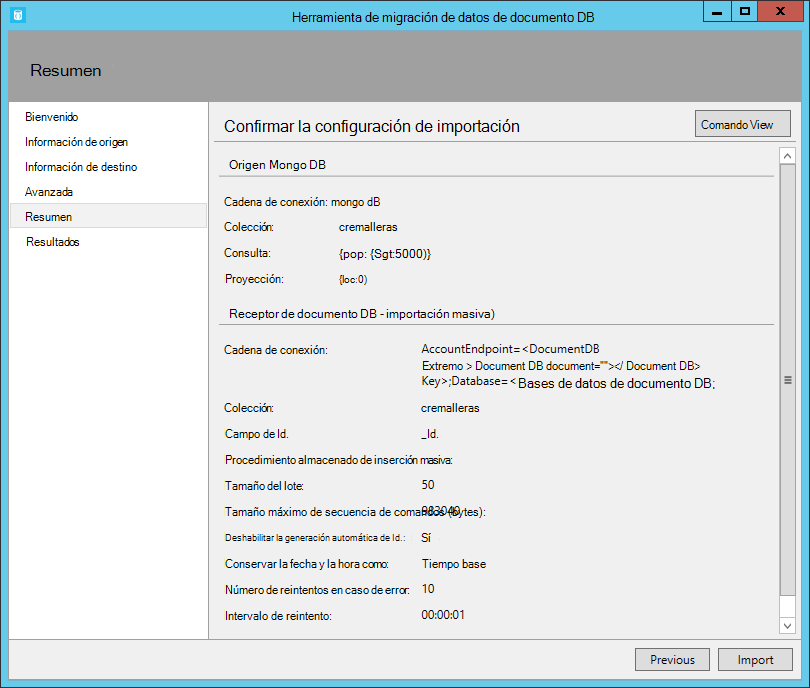 Herramienta de migración de datos de documento DB
Resumen
Bienvenido
Información de origen
Información de destino
Avanzada
Resumen
Resultados
Confirmar la configuración de importación
Comando View
Origen Mongo DB
Cadena de conexión: mongo dB
Colección: cremalleras
Consulta: {pop: {Sgt:5000)}
Proyección: {loc:0)
Receptor de documento DB - importación masiva)
Cadena de conexión: AccountEndpoint= <DocumentDB
Extremo > Document DB document=""></ Document DB>
Key>;Database= < Bases de datos de documento DB;
Colección: cremalleras
Campo de Id. _Id.
Procedimiento almacenado de inserción masiva:
Tamaño del lote: 50
Tamaño máximo de secuencia de comandos (bytes): 983040
Deshabilitar la generación automática de Id.: Sí
Conservar la fecha y la hora como: Tiempo base
Número de reintentos en caso de error: 10
Intervalo de reintento: 00:00:01
Previous
Import